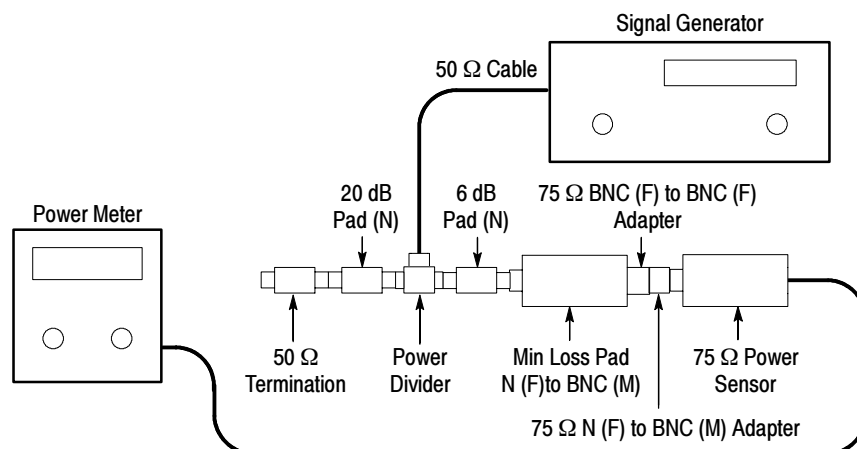 Signal Generator
50 Ω Cable
20 dB
Pad (N)
6 dB
Pad (N)
75 Ω BNC (F) to BNC (F)
Adapter
Power Meter
50 Ω
Termination
Power
Divider
Min Loss Pad
N (F)to BNC (M)
75 Ω Power
Sensor
75 Ω N (F) to BNC (M) Adapter